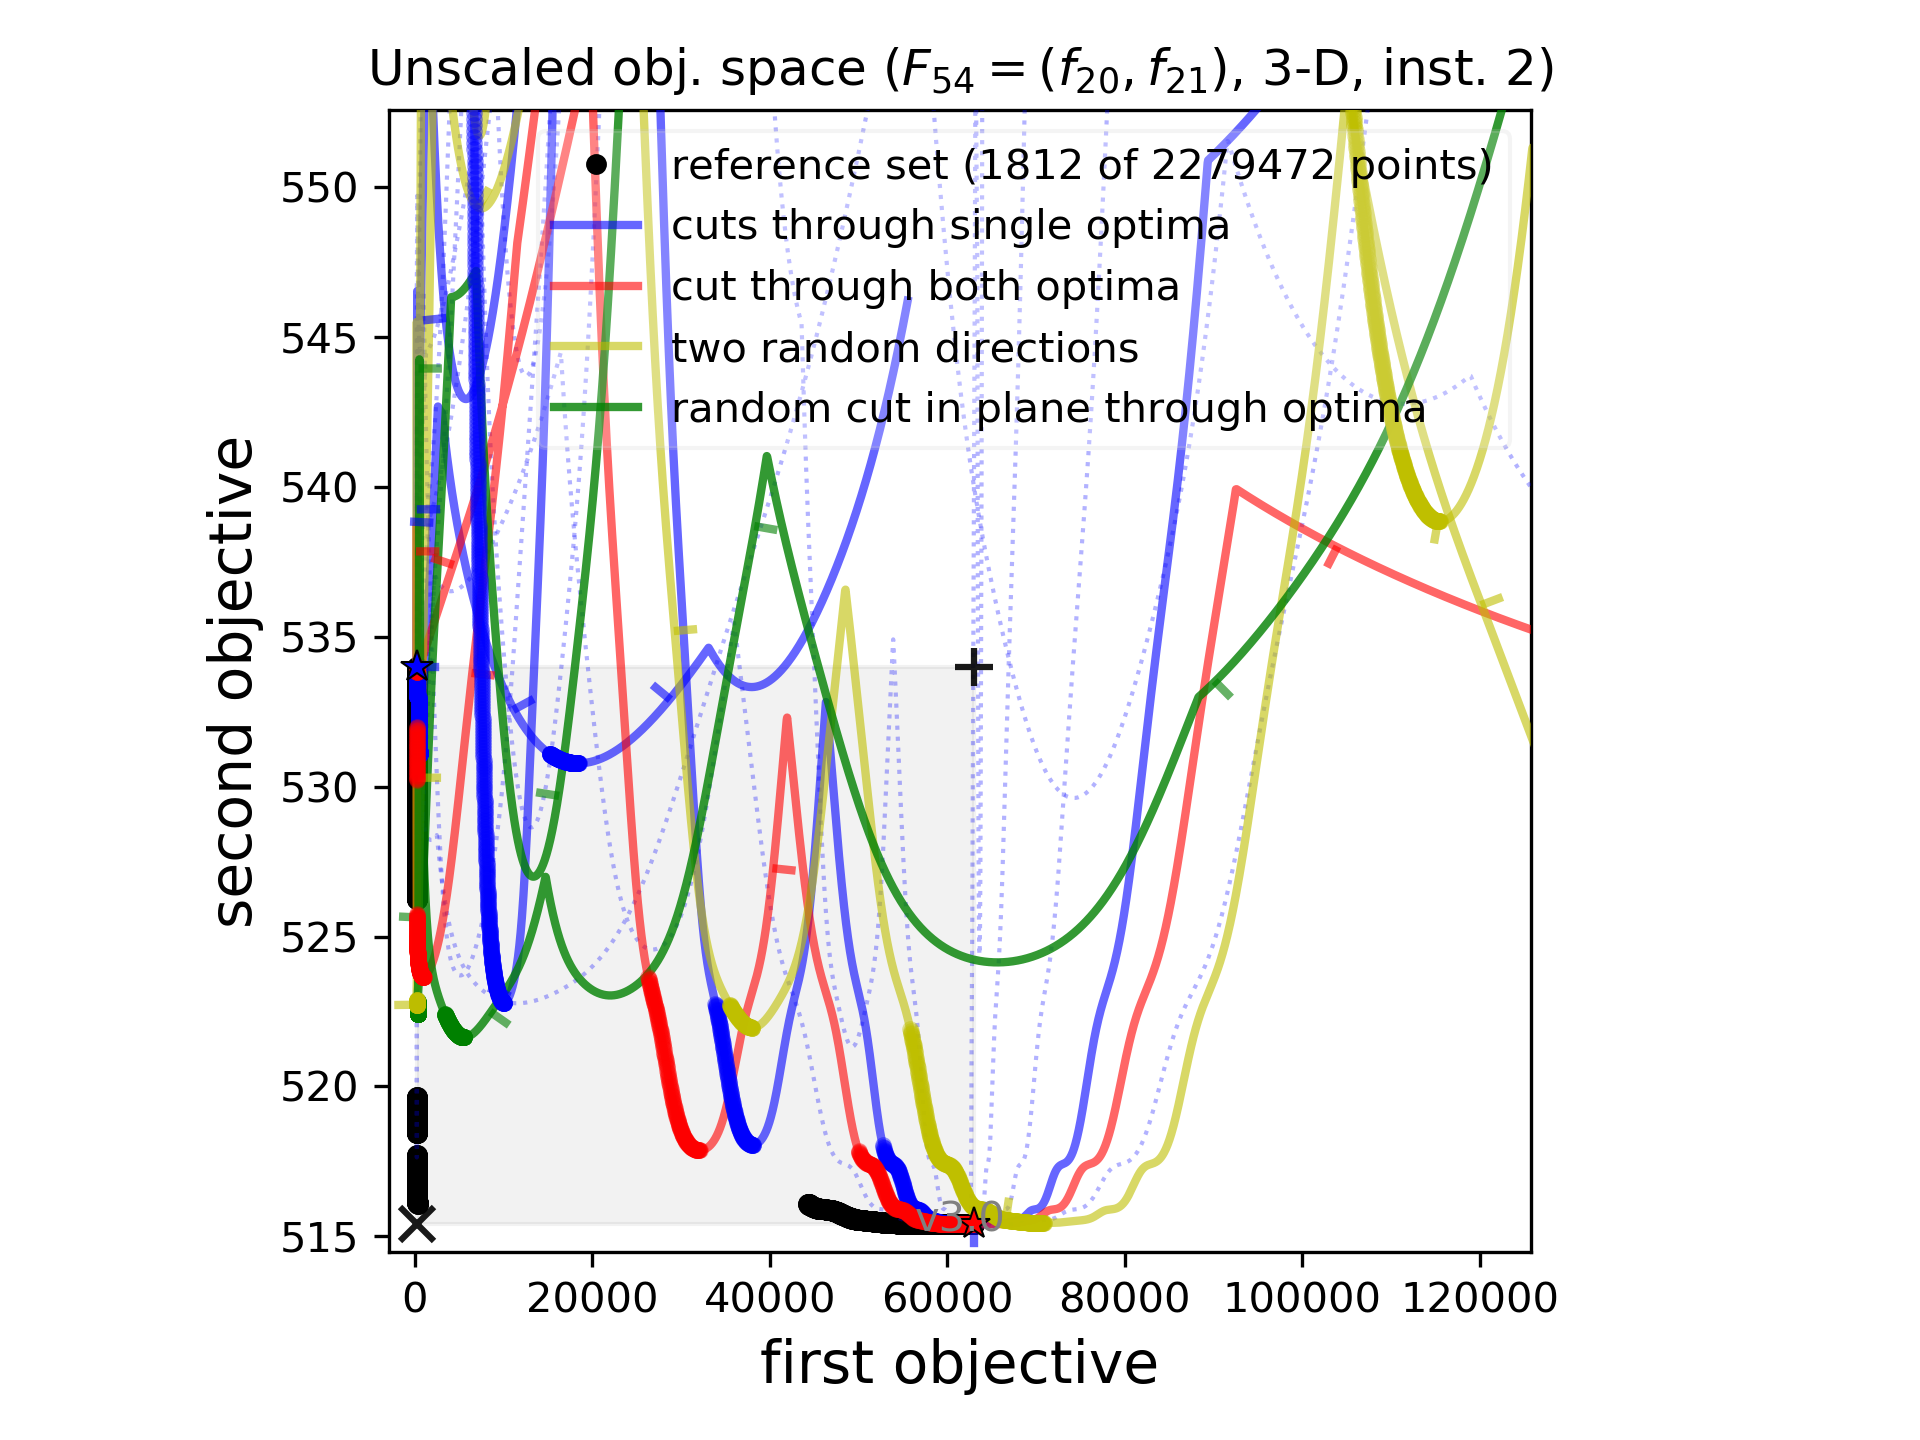 Unscaled obj. space (F54 = (f20, f21), 3-D, inst. 2)
reference set (1812 of 2279472 points)
cuts through single optima
cut through both optima
two random directions
random cut in plane through optima
second objective
550
545
540
535
530
525
520
515
v3.0
0 20000 40000 60000 80000 100000 120000
first objective